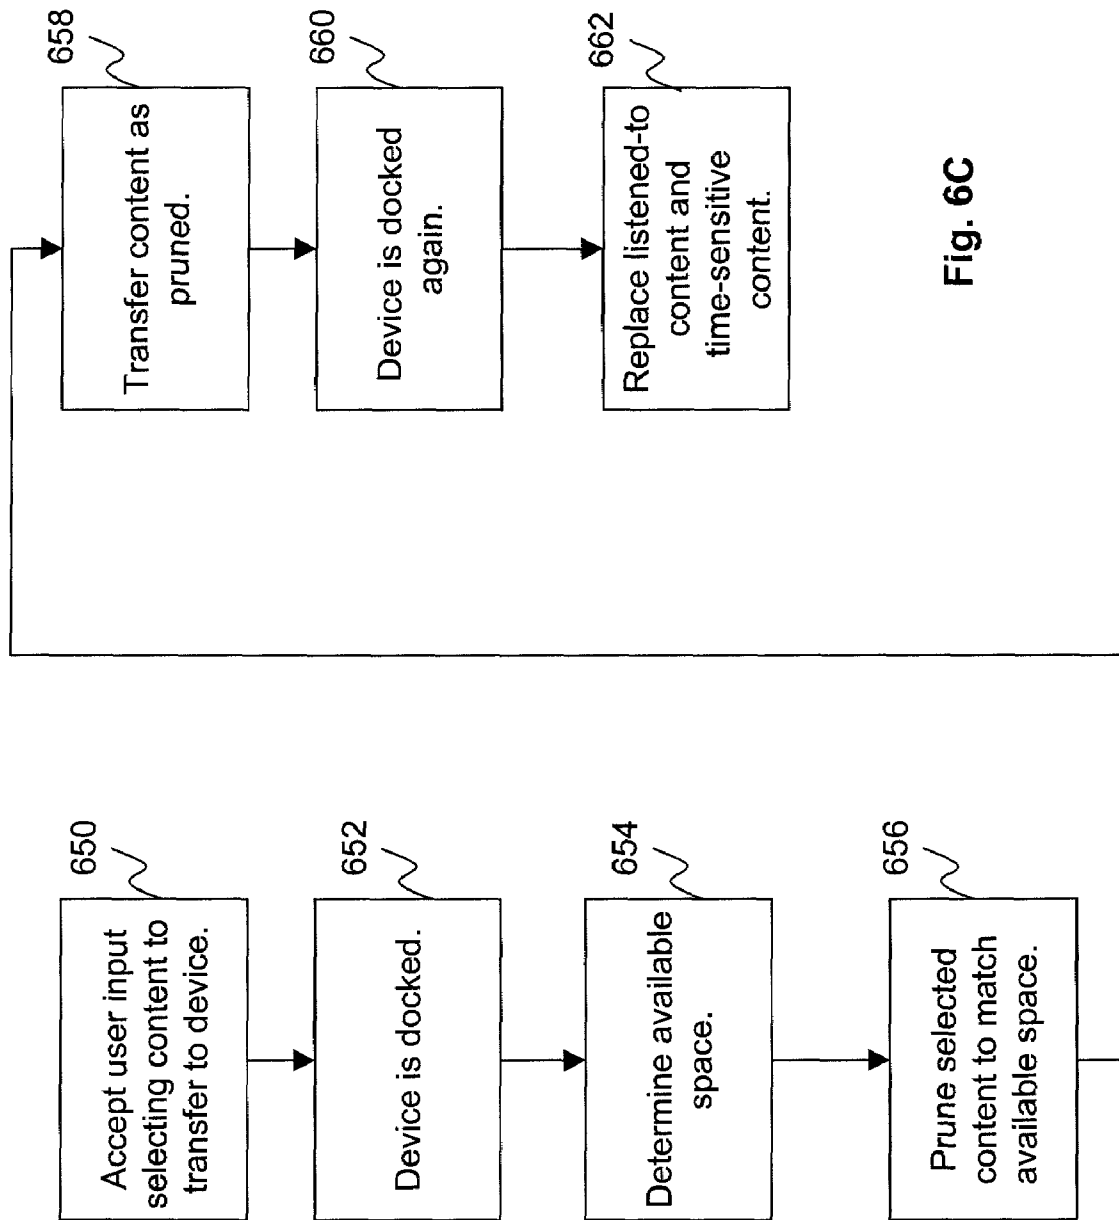 650
Accept user input
selecting content to
transfer to device.
652
Device is docked.
654
Determine available
space.
656
Prune selected
content to match
available space.
658
Transfer content as
pruned.
660
Device is docked
again.
662
Replace listened-to
content and
time-sensitive
content.
Fig. 6C